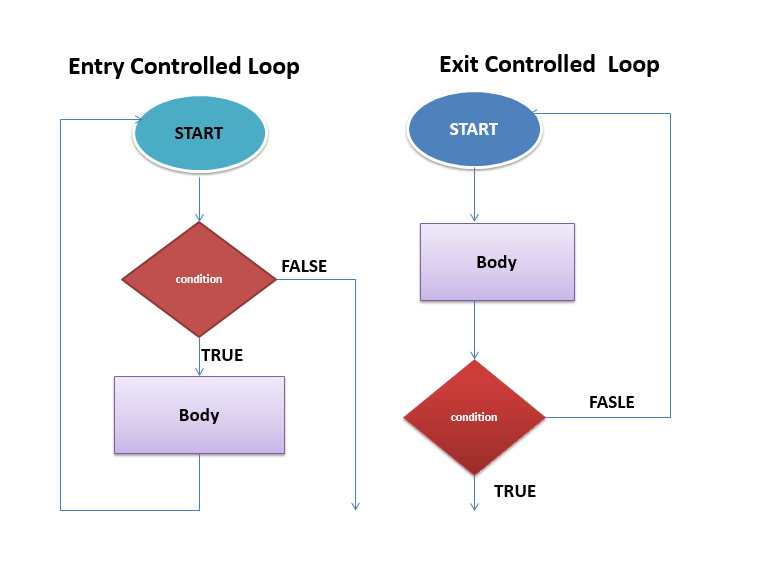 Entry Controlled Loop
START
condition
FALSE
TRUE
Body
Exit Controlled  Loop
START
Body
condition
FASLE
TRUE